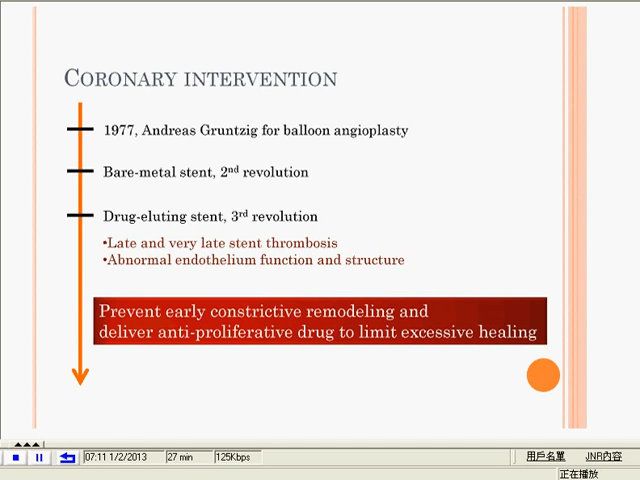 CORONARY INTERVENTION
1977, Andreas Gruntzig for balloon angioplasty
Bare-metal stent, 2nd revolution
Drug-eluting stent, 3rd revolution
•Late and very late stent thrombosis
•Abnormal endothelium function and structure
Prevent early constrictive remodeling and
deliver anti-proliferative drug to limit excessive healing
07:11 1/2/2013 27 min 125Kbps 用戶名單 JNR內容
正在播放